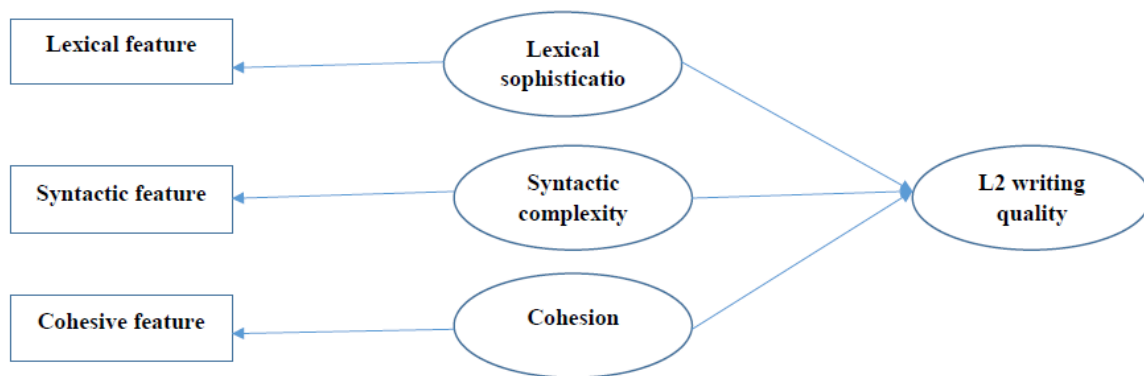 Lexical feature
Lexical
sophisticatio
Syntactic feature
Syntactic
complexity
L2 writing
quality
Cohesive feature
Cohesion